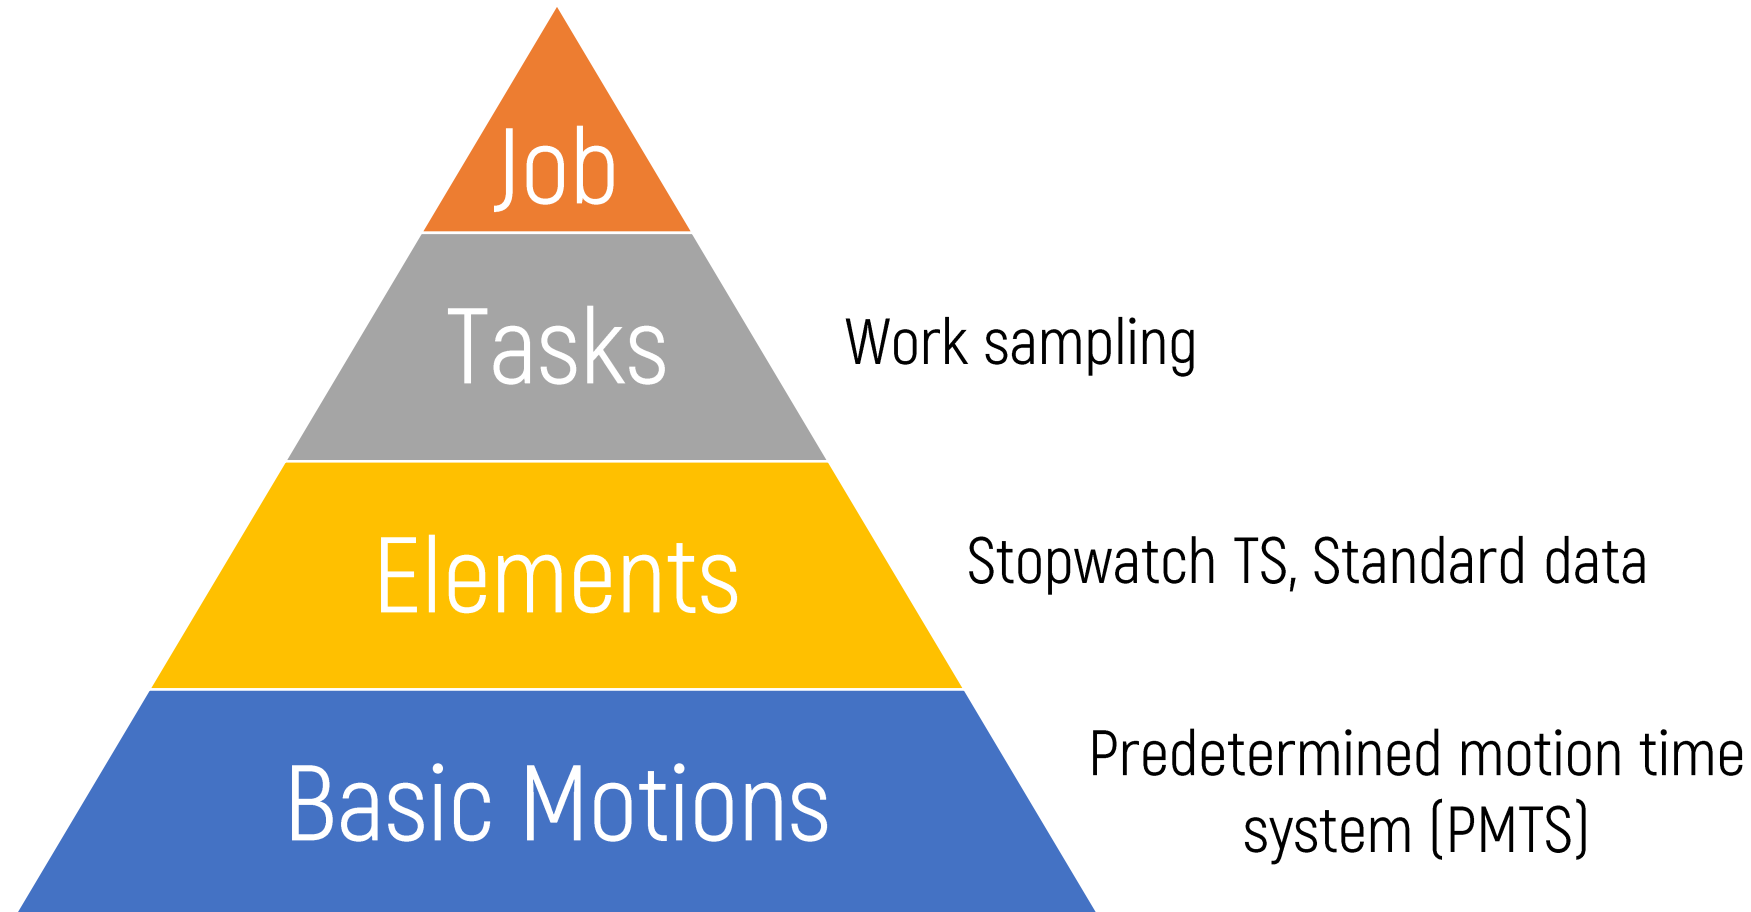 Job
Tasks
Work sampling
Elements
Stopwatch TS, Standard data
Basic Motions
Predetermined motion time
system (PMTS)